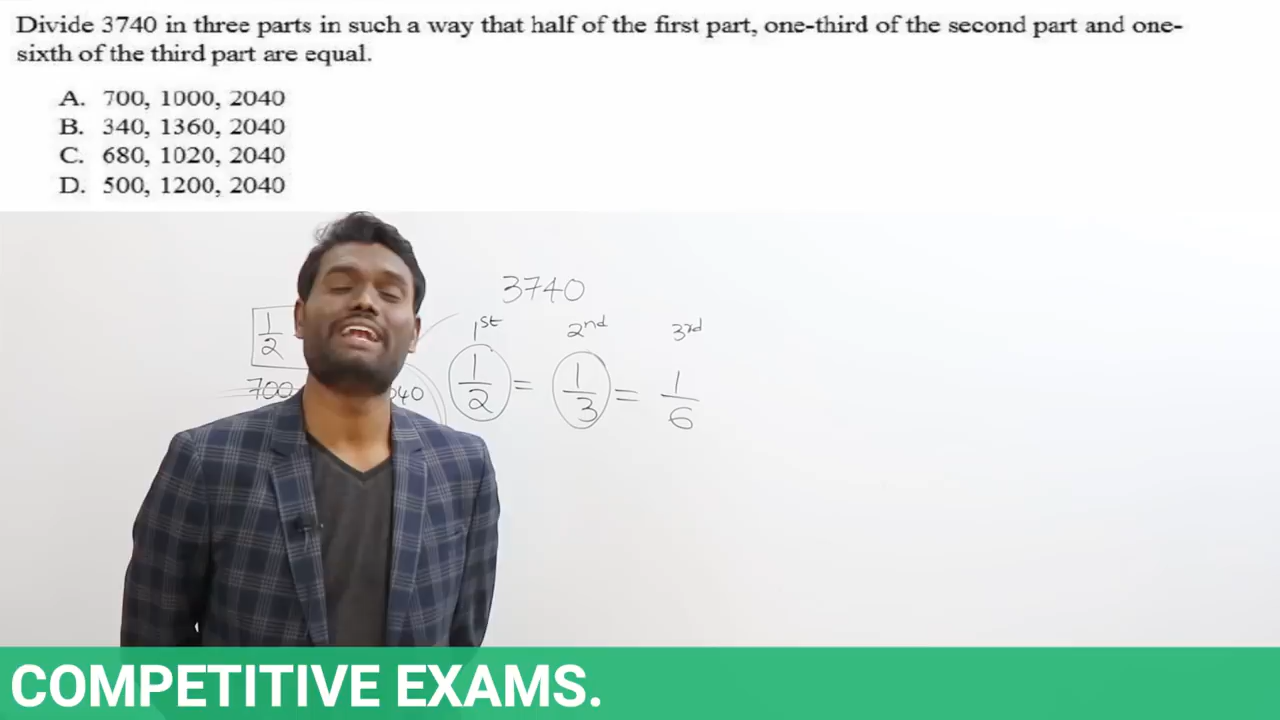 Divide 3740 in three parts in such a way that half of the first part, one-third of the second part and one-
sixth of the third part are equal.
A. 700, 1000, 2040
B. 340, 1360, 2040
C. 680, 1020, 2040
D. 500, 1200, 2040
3740
1st 2nd 3rd
1/2
1/2 = 1/3 = 1/6
700
COMPETITIVE EXAMS.